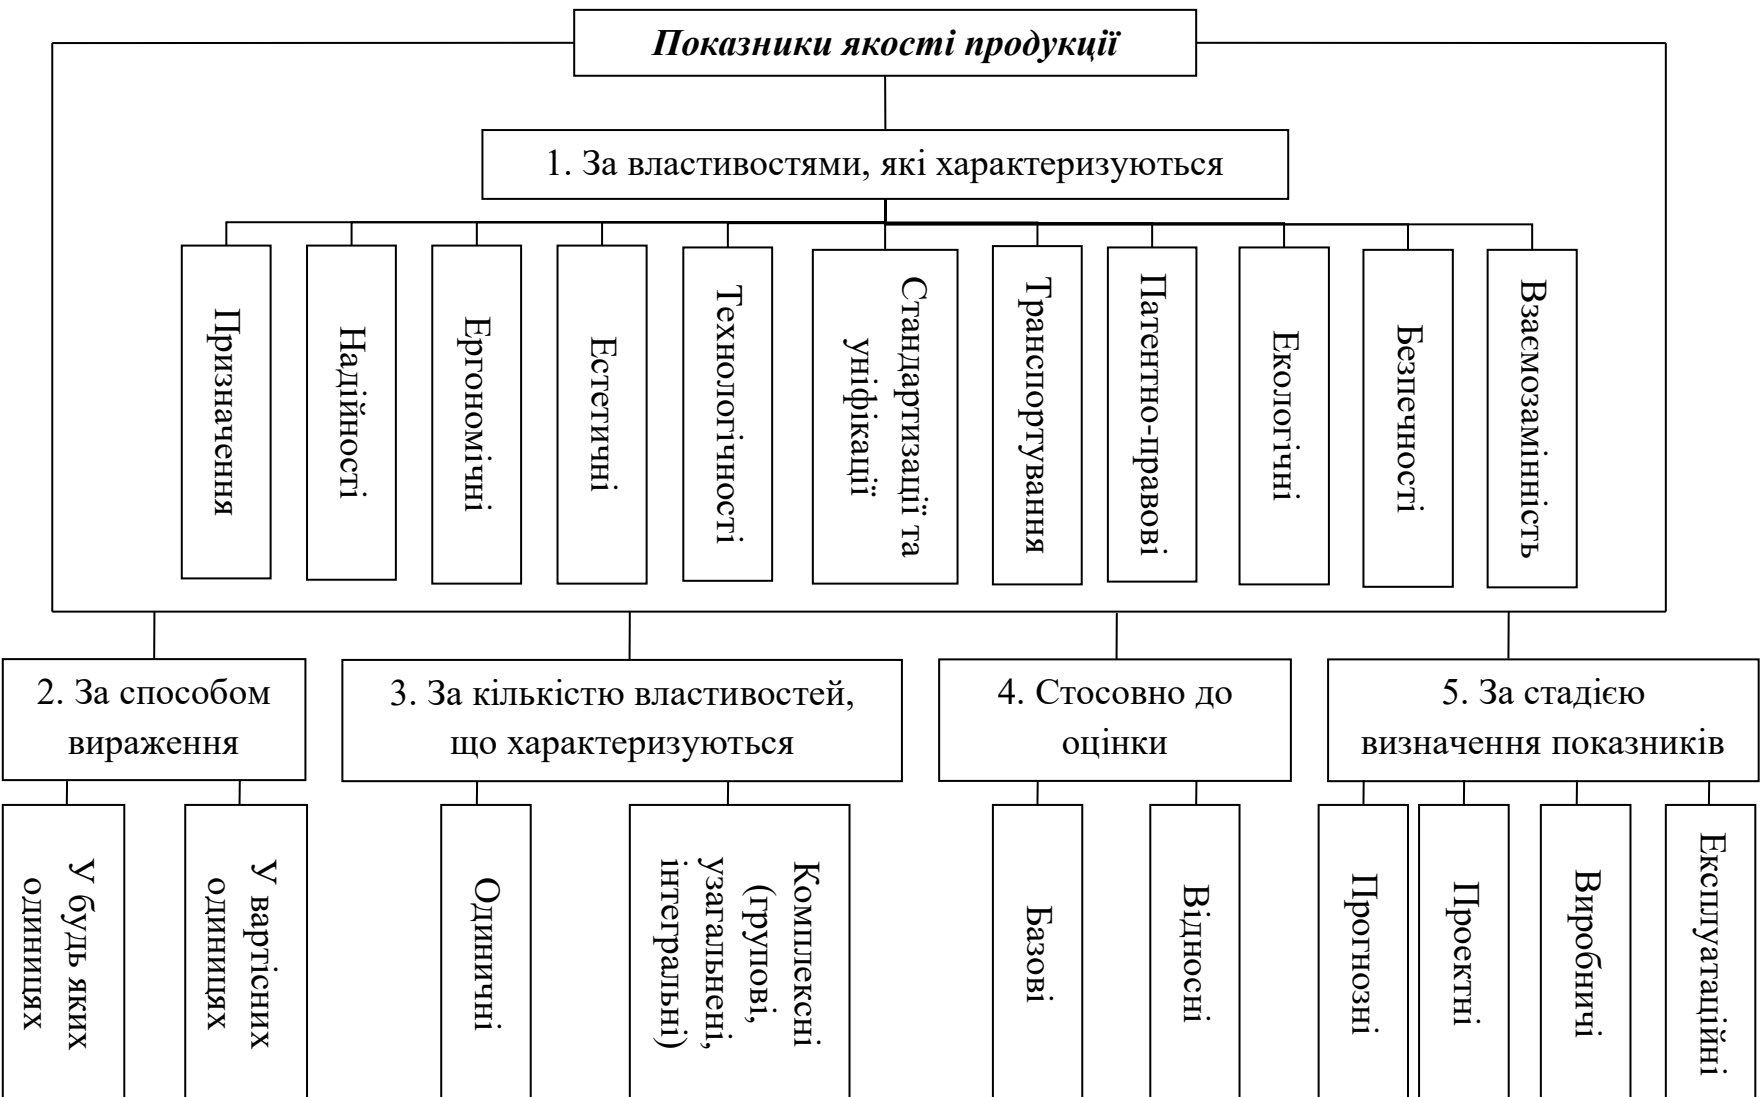 Показники якості продукції
1. За властивостями, які характеризуються
Призначення
Надійності
Ергономічні
Естетичні
Технологічності
Стандартизації та
уніфікації
Транспортування
Патентно-правові
Екологічні
Безпечності
Взаємозамінність
2. За способом
вираження
3. За кількістю властивостей,
що характеризуються
4. Стосовно до
оцінки
5. За стадією
визначення показників
У будь яких
одиницях
У вартісних
одиницях
Одиничні
Комплексні
(групові,
узагальнені,
інтегральні)
Базові
Відносні
Прогнозні
Проектні
Виробничі
Експлуатаційні